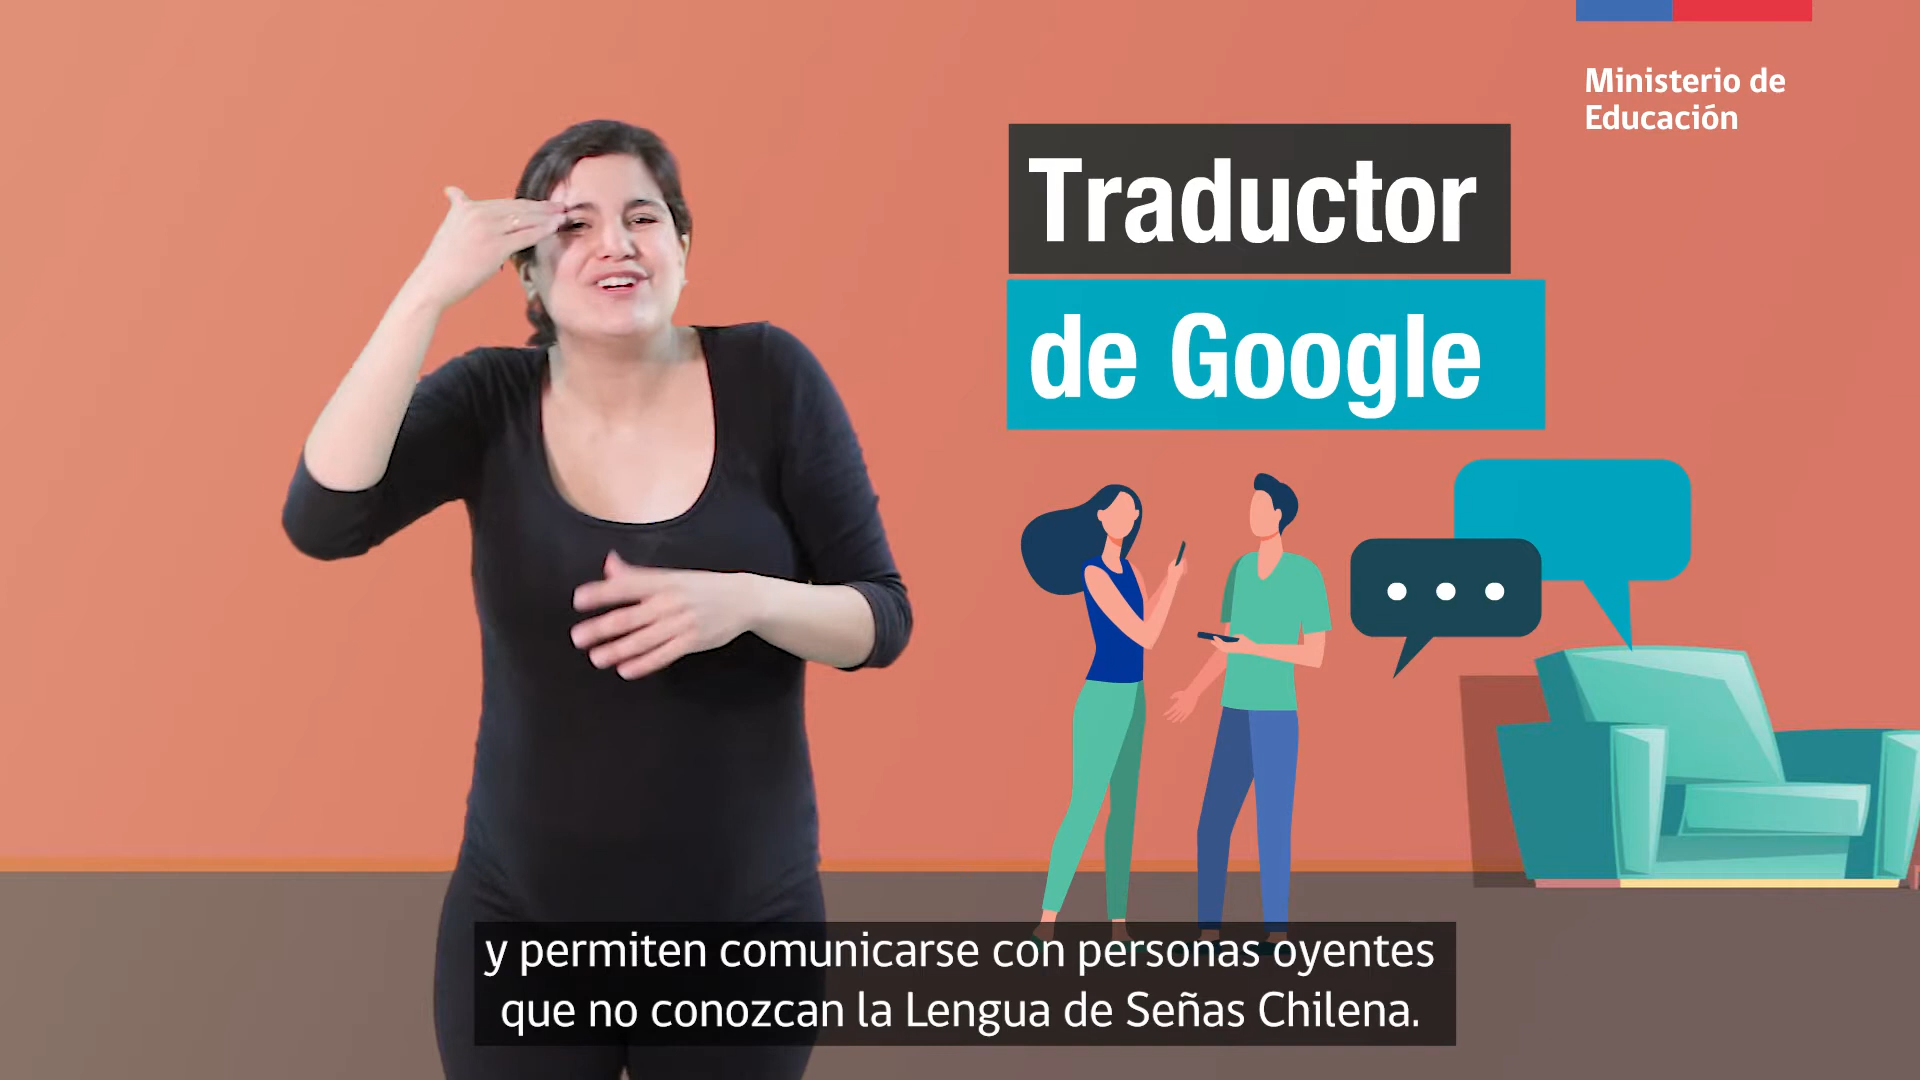 Ministerio de
Educación
Traductor
de Google
y permiten comunicarse con personas oyentes
que no conozcan la Lengua de Señas Chilena.